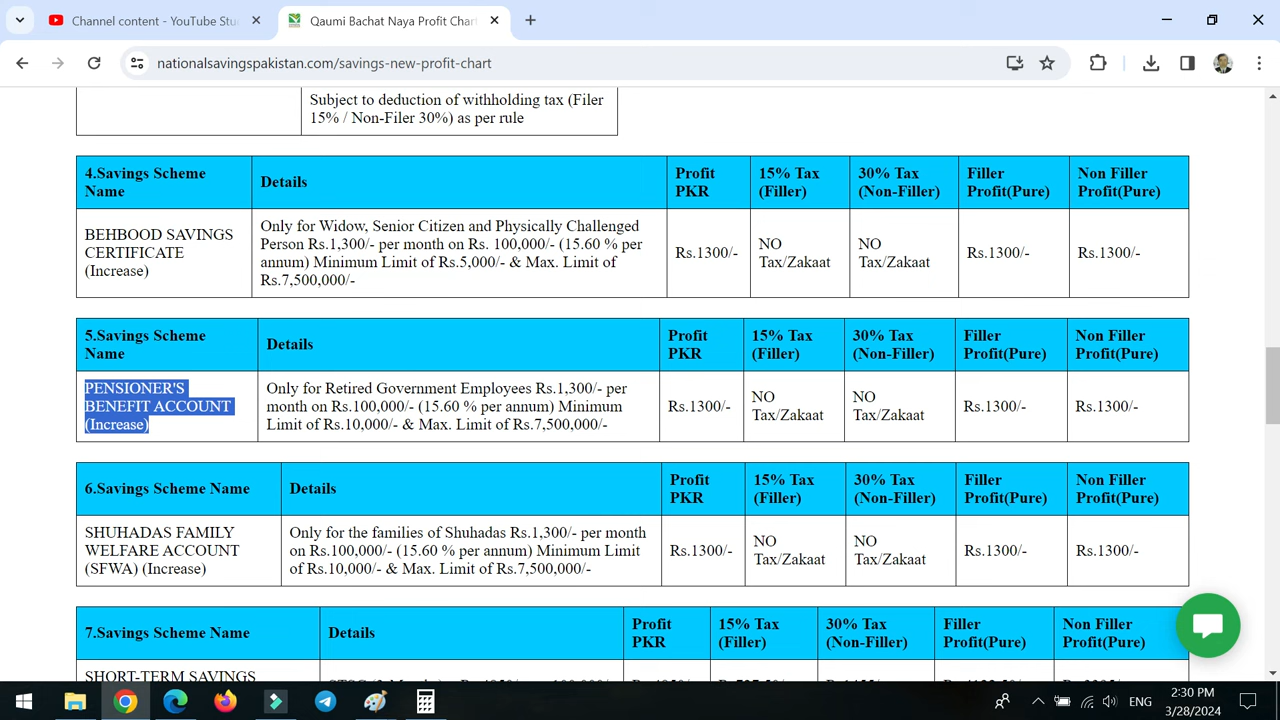 Channel content - YouTube Stu
Qaumi Bachat Naya Profit Char
nationalsavingspakistan.com/savings-new-profit-chart
Subject to deduction of withholding tax (Filer
15% / Non-Filer 30%) as per rule
4.Savings Scheme
Name
Details
Profit
PKR
15% Tax
(Filler)
30% Tax
(Non-Filler)
Filler
Profit(Pure)
Non Filler
Profit(Pure)
BEHBOOD SAVINGS
CERTIFICATE
(Increase)
Only for Widow, Senior Citizen and Physically Challenged
Person Rs.1,300/- per month on Rs. 100,000/- (15.60 % per
annum) Minimum Limit of Rs.5,000/- & Max. Limit of
Rs.7,500,000/-
Rs.1300/-
NO
Tax/Zakaat
NO
Tax/Zakaat
Rs.1300/-
Rs.1300/-
5.Savings Scheme
Name
Details
Profit
PKR
15% Tax
(Filler)
30% Tax
(Non-Filler)
Filler
Profit(Pure)
Non Filler
Profit(Pure)
PENSIONER'S
BENEFIT ACCOUNT
(Increase)
Only for Retired Government Employees Rs.1,300/- per
month on Rs.100,000/- (15.60 % per annum) Minimum
Limit of Rs.10,000/- & Max. Limit of Rs.7,500,000/-
Rs.1300/-
NO
Tax/Zakaat
NO
Tax/Zakaat
Rs.1300/-
Rs.1300/-
6.Savings Scheme Name
Details
Profit
PKR
15% Tax
(Filler)
30% Tax
(Non-Filler)
Filler
Profit(Pure)
Non Filler
Profit(Pure)
SHUHADAS FAMILY
WELFARE ACCOUNT
(SFWA) (Increase)
Only for the families of Shuhadas Rs.1,300/- per month
on Rs.100,000/- (15.60 % per annum) Minimum Limit
of Rs.10,000/- & Max. Limit of Rs.7,500,000/-
Rs.1300/-
NO
Tax/Zakaat
NO
Tax/Zakaat
Rs.1300/-
Rs.1300/-
7.Savings Scheme Name
Details
Profit
PKR
15% Tax
(Filler)
30% Tax
(Non-Filler)
Filler
Profit(Pure)
Non Filler
Profit(Pure)
SHORT-TERM SAVINGS
ENG
2:30 PM
3/28/2024